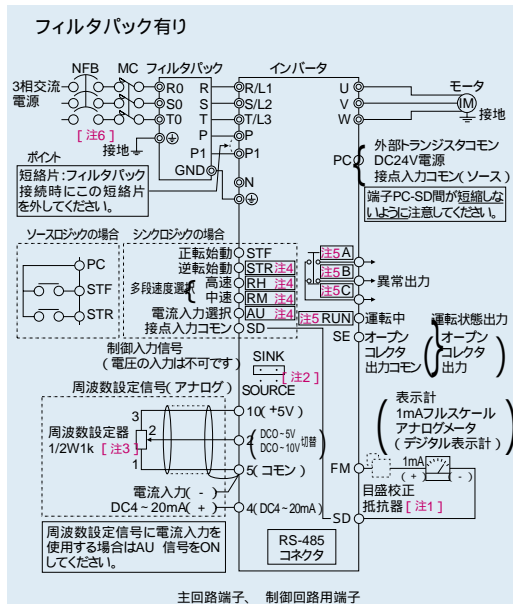 フィルタパック有り
NFB MC フィルタパック インバータ
3相交流
電源
R0 R R/L1 U モータ
S0 S S/L2 V IM
T0 T T/L3 W 接地
[注6]
接地
P P
P1 P1
GND
N
ポイント
短絡片:フィルタパック
接続時にこの短絡片
を外してください。
PC
外部トランジスタコモン
DC24V電源
接点入力コモン(ソース)
端子PC-SD間が短絡しな
いように注意してください。
ソースロジックの場合
PC
STF
STR
シンクロジックの場合
正転始動 STF
逆転始動 STR 注4
多段速度選択
高速 RH 注4
中速 RM 注4
電流入力選択 AU 注4
接点入力コモン SD
注5 A
注5 B
注5 C
異常出力
注5 RUN 運転中 運転状態出力
SE オープン
コレクタ
出力コモン
オープン
コレクタ
出力
制御入力信号
(電圧の入力は不可です)
SINK
[注2]
SOURCE
周波数設定信号(アナログ)
周波数設定器
1/2W1k [注3]
3
2
1
10(+5V)
2 (DC0~5V
DC0~10V 切替)
5(コモン)
電流入力(-)
DC4~20mA(+)
4(DC4~20mA)
周波数設定信号に電流入力を
使用する場合はAU 信号をON
してください。
表示計
1mAフルスケール
アナログメータ
(デジタル表示計)
FM
1mA
(+) (-)
目盛校正
抵抗器[注1]
SD
RS-485
コネクタ
主回路端子、 制御回路用端子